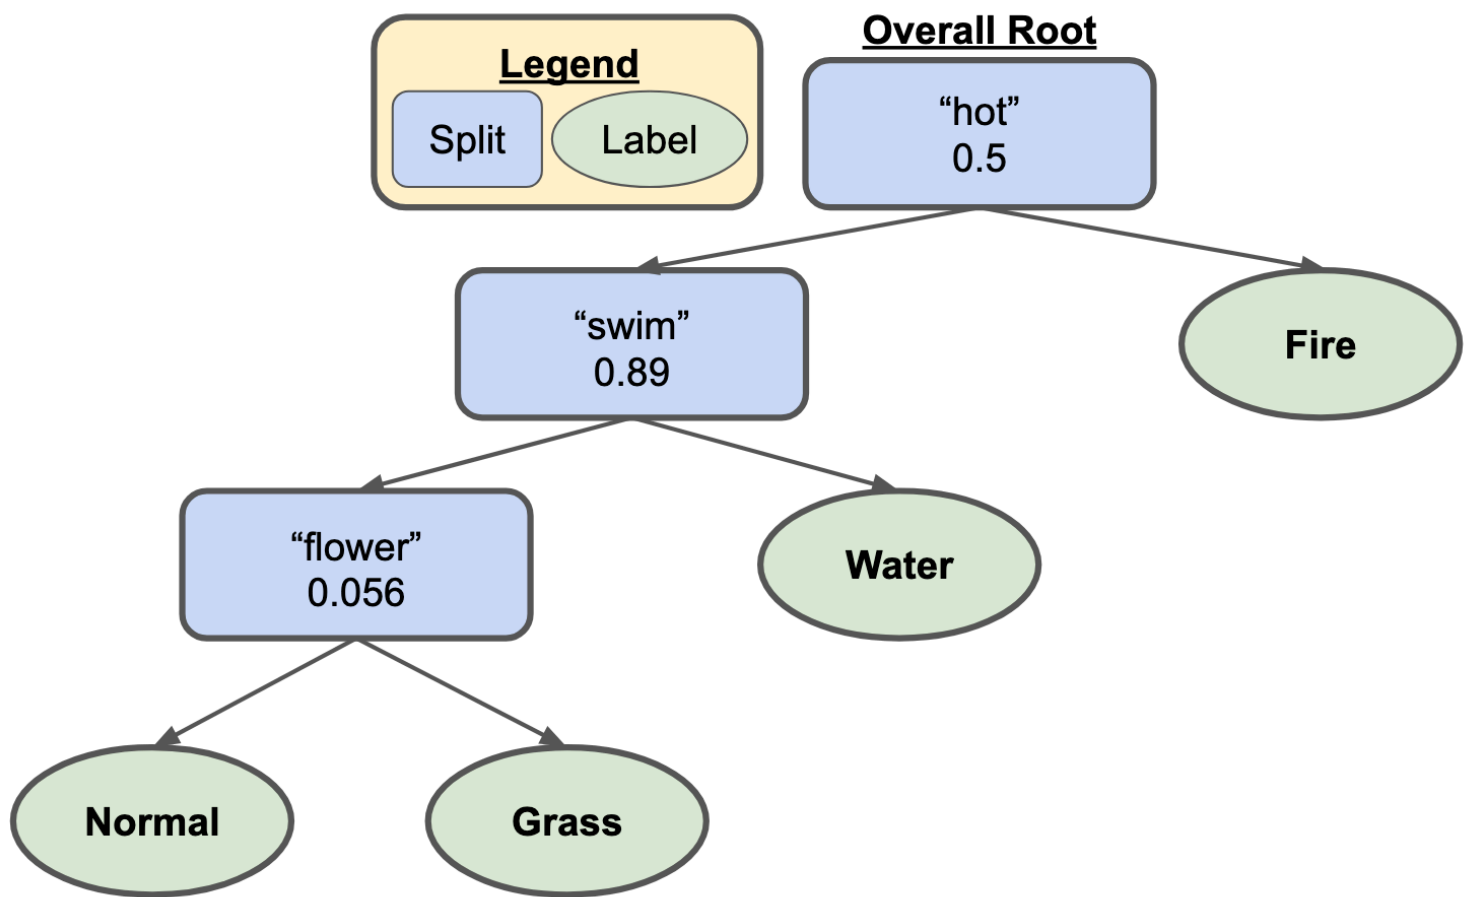 Overall Root
Legend
Split
Label
“hot”
0.5
“swim”
0.89
Fire
“flower”
0.056
Water
Normal
Grass